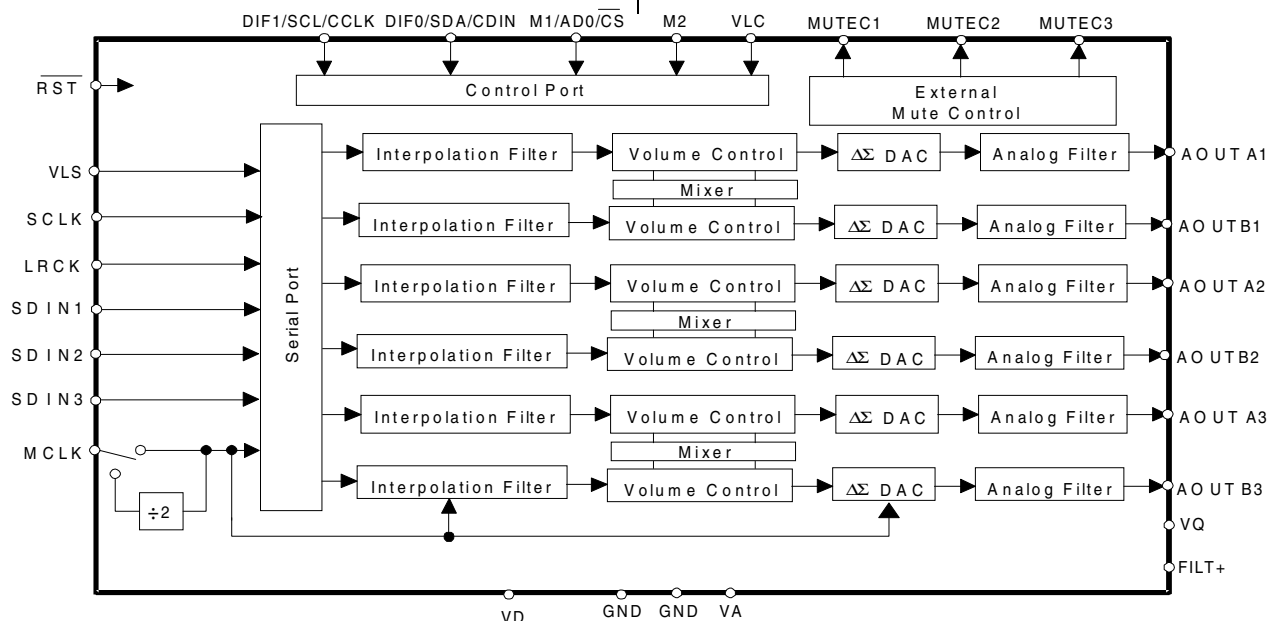 DIF1/SCL/CCLK DIF0/SDA/CDIN M1/AD0/CS M2 VLC MUTEC1 MUTEC2 MUTEC3
RST
Control Port
External
Mute Control
Serial Port
VLS
SCLK
LRCK
SDIN1
SDIN2
SDIN3
MCLK
÷2
Interpolation Filter Volume Control ΔΣ DAC Analog Filter AOUTA1
Mixer
Interpolation Filter Volume Control ΔΣ DAC Analog Filter AOUTB1
Interpolation Filter Volume Control ΔΣ DAC Analog Filter AOUTA2
Mixer
Interpolation Filter Volume Control ΔΣ DAC Analog Filter AOUTB2
Interpolation Filter Volume Control ΔΣ DAC Analog Filter AOUTA3
Mixer
Interpolation Filter Volume Control ΔΣ DAC Analog Filter AOUTB3
VQ
FILT+
VD GND GND VA